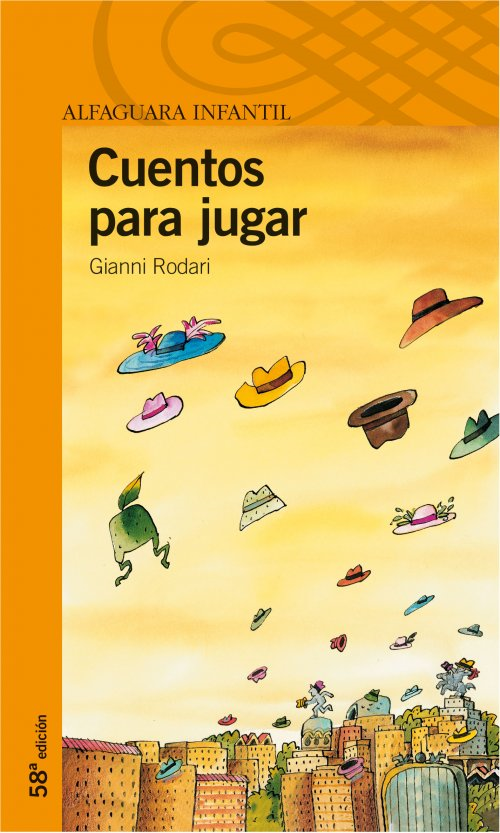 ALFAGUARA INFANTIL
Cuentos
para jugar
Gianni Rodari
58ª edición